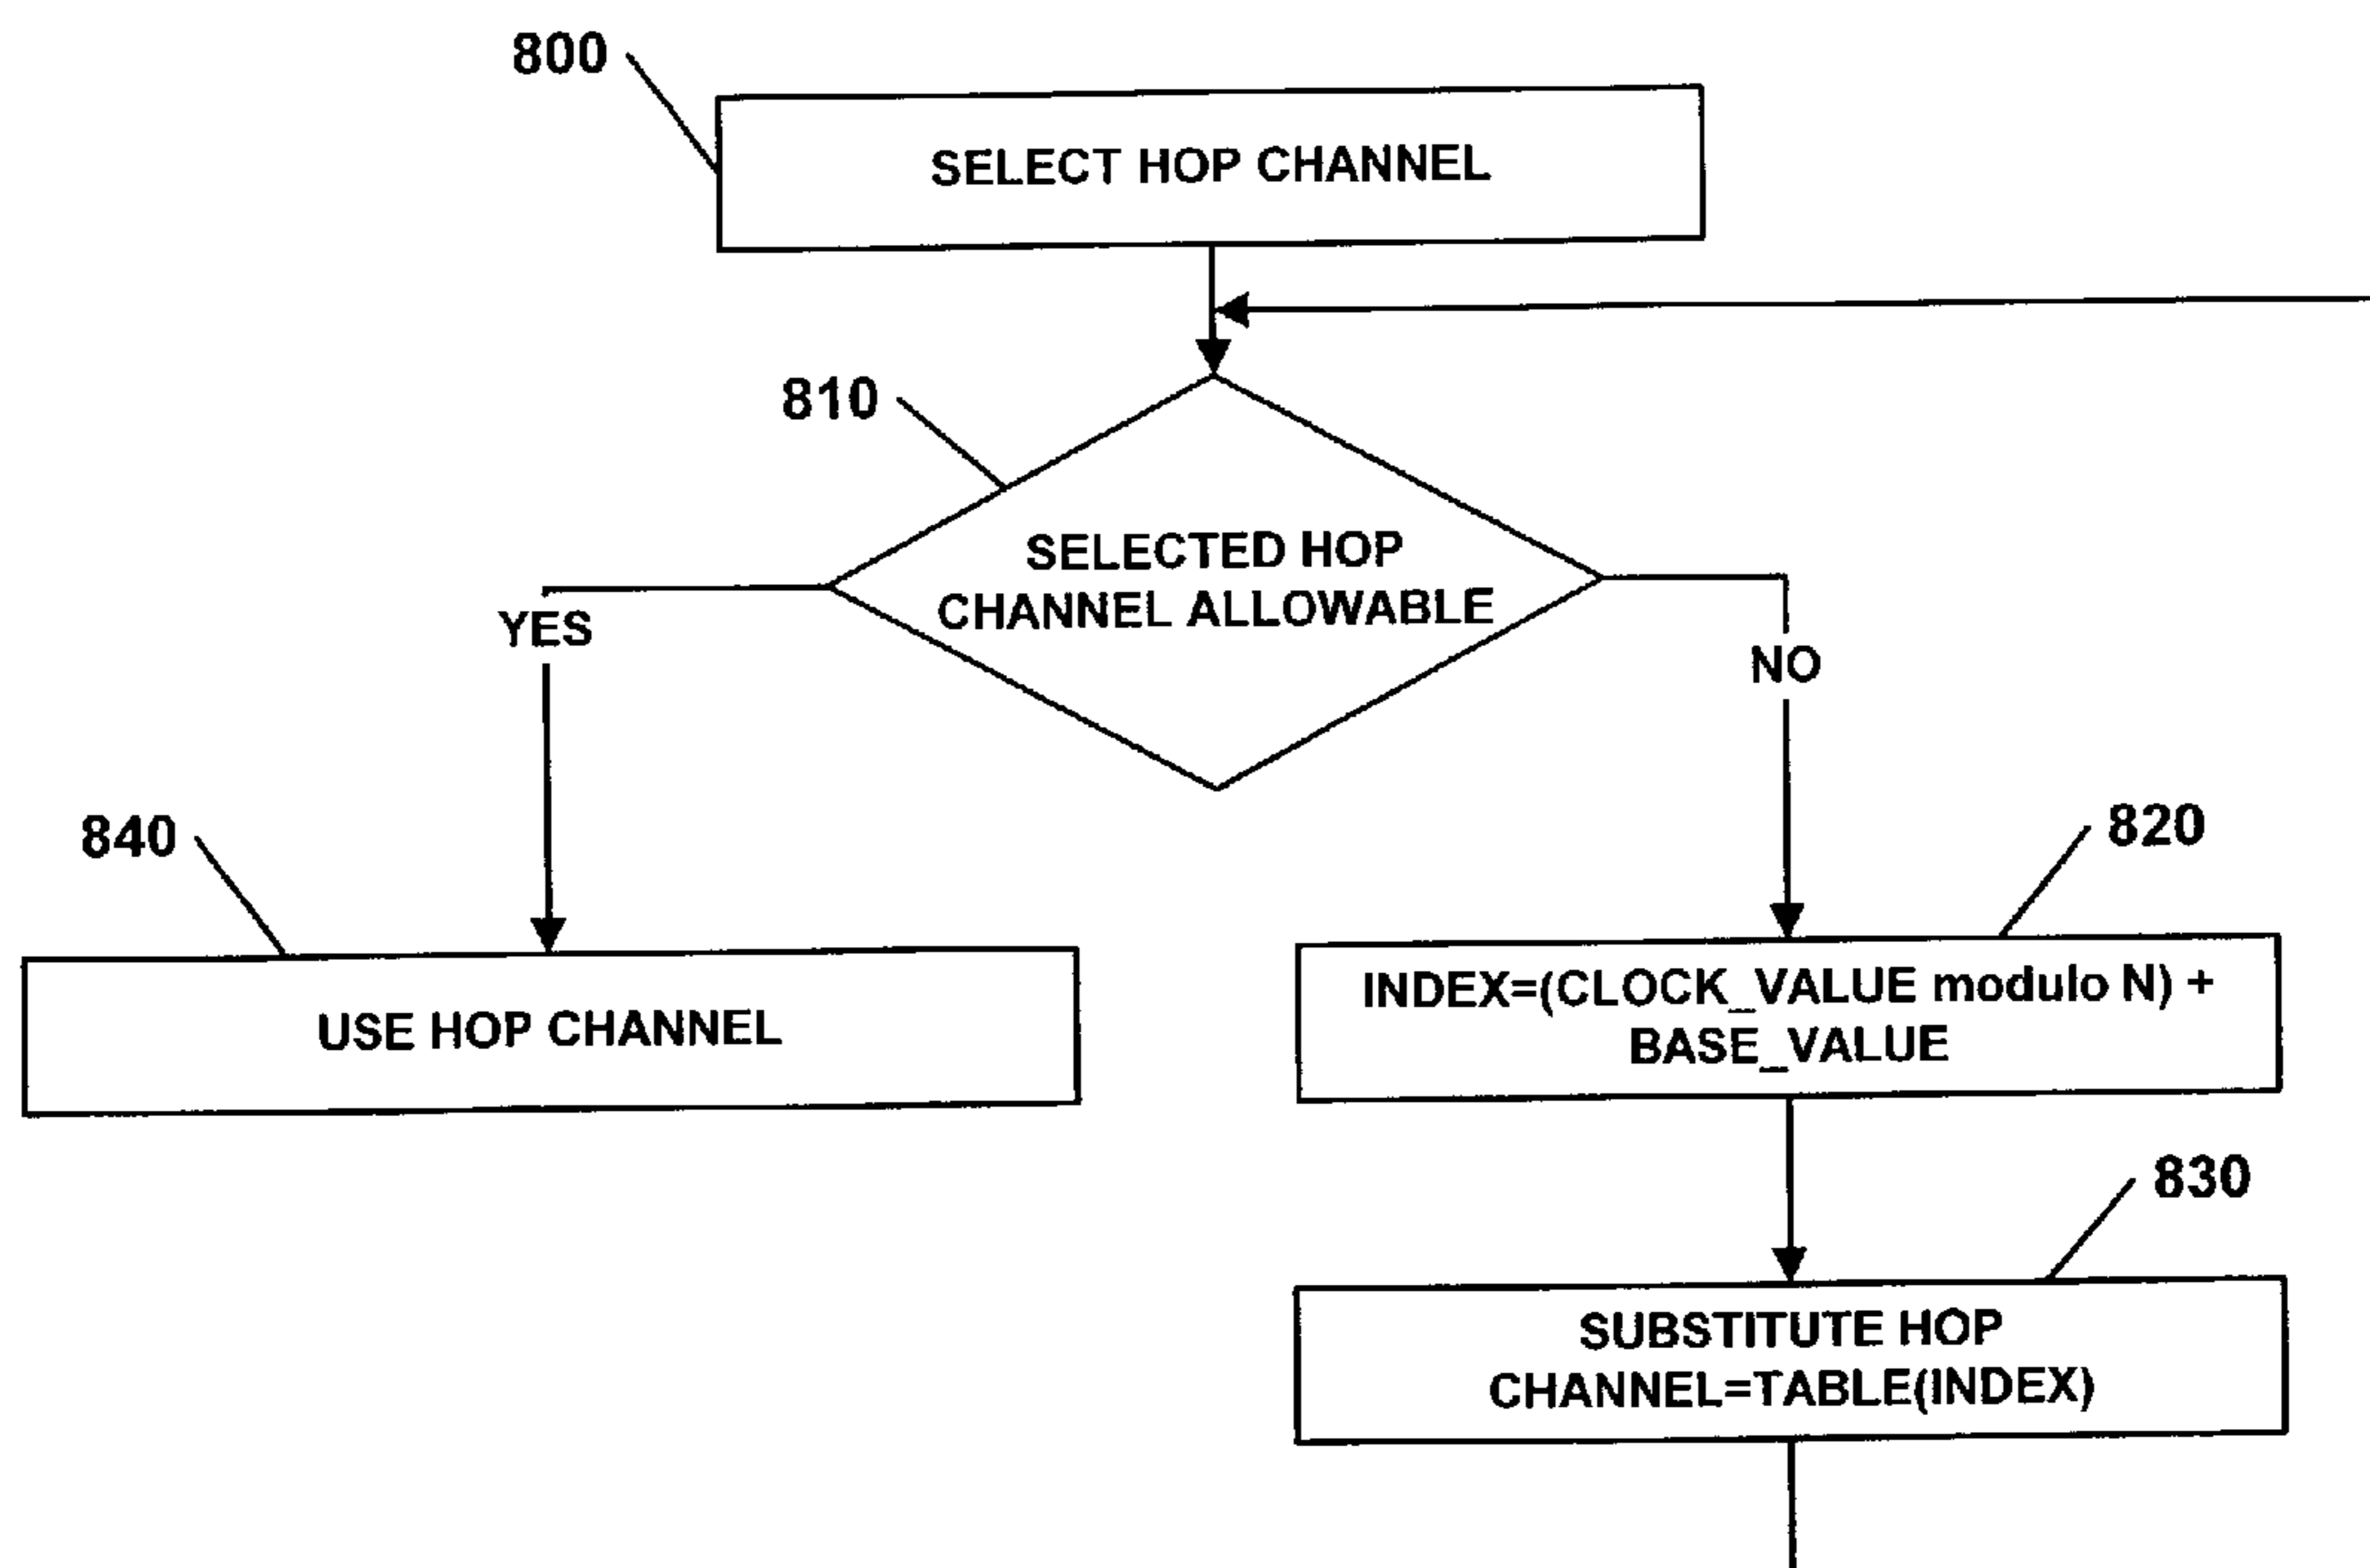 800
SELECT HOP CHANNEL
810
SELECTED HOP
CHANNEL ALLOWABLE
YES
NO
840
820
USE HOP CHANNEL
INDEX=(CLOCK_VALUE modulo N) +
BASE_VALUE
830
SUBSTITUTE HOP
CHANNEL=TABLE(INDEX)